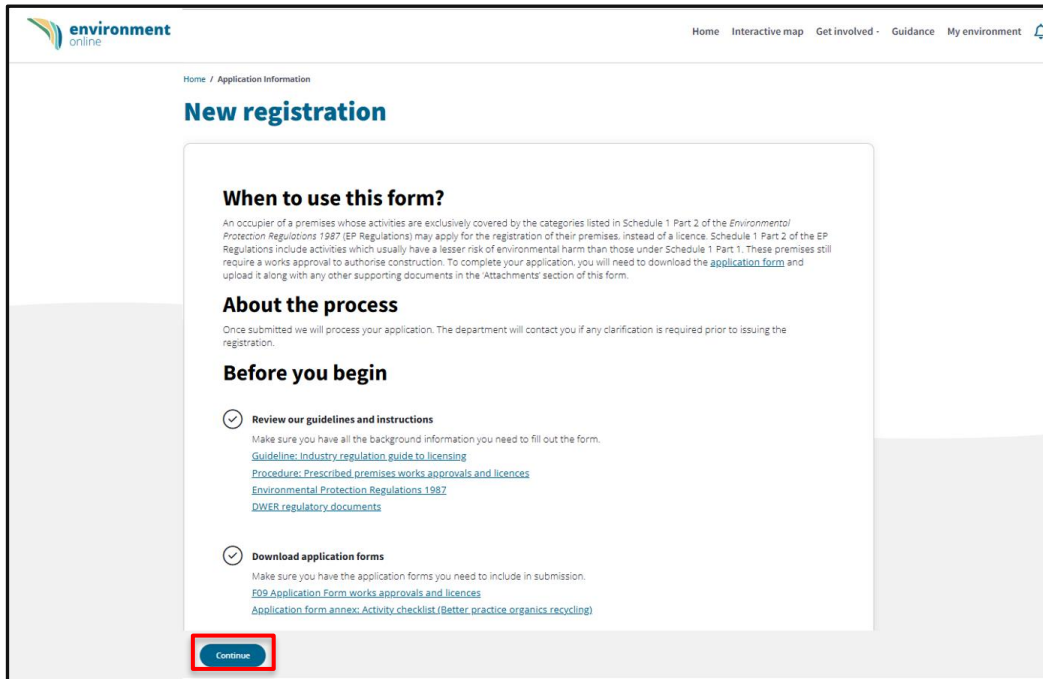 environment
online
Home Interactive map Get involved - Guidance My environment
Home / Application Information
New registration
When to use this form?
An occupier of a premises whose activities are exclusively covered by the categories listed in Schedule 1 Part 2 of the Environmental
Protection Regulations 1987 (EP Regulations) may apply for the registration of their premises, instead of a licence. Schedule 1 Part 2 of the EP
Regulations include activities which usually have a lesser risk of environmental harm than those under Schedule 1 Part 1. These premises still
require a works approval to authorise construction. To complete your application, you will need to download the application form and
upload it along with any other supporting documents in the 'Attachments' section of this form.
About the process
Once submitted we will process your application. The department will contact you if any clarification is required prior to issuing the
registration.
Before you begin
Review our guidelines and instructions
Make sure you have all the background information you need to fill out the form.
Guideline: Industry regulation guide to licensing
Procedure: Prescribed premises works approvals and licences
Environmental Protection Regulations 1987
DWER regulatory documents
Download application forms
Make sure you have the application forms you need to include in submission.
F09 Application Form works approvals and licences
Application form annex: Activity checklist (Better practice organics recycling)
Continue